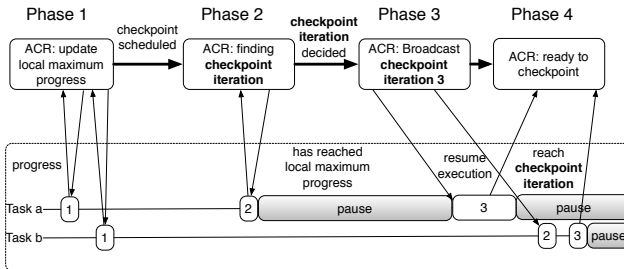 Phase 1
Phase 2
Phase 3
Phase 4
checkpoint
scheduled
checkpoint
iteration
decided
ACR: update
local maximum
progress
ACR: finding
checkpoint
iteration
ACR: Broadcast
checkpoint
iteration 3
ACR: ready to
checkpoint
progress
has reached
local maximum
progress
resume
execution
reach
checkpoint
iteration
Task a
1
2
pause
3
pause
Task b
1
2
3
pause